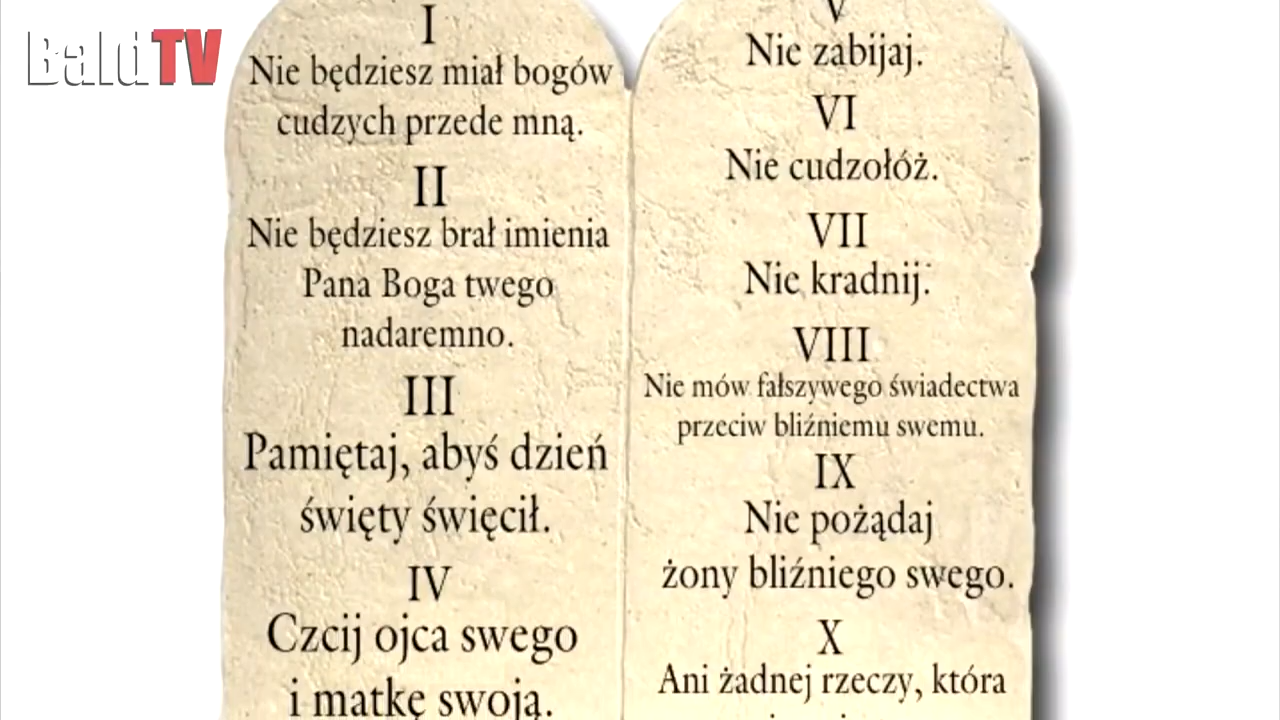 BaldTV
I
Nie będziesz miał bogów
cudzych przede mną.
II
Nie będziesz brał imienia
Pana Boga twego
nadaremno.
III
Pamiętaj, abyś dzień
święty święcił.
IV
Czcij ojca swego
i matkę swoją.
V
Nie zabijaj.
VI
Nie cudzołóż.
VII
Nie kradnij.
VIII
Nie mów fałszywego świadectwa
przeciw bliźniemu swemu.
IX
Nie pożądaj
żony bliźniego swego.
X
Ani żadnej rzeczy, która